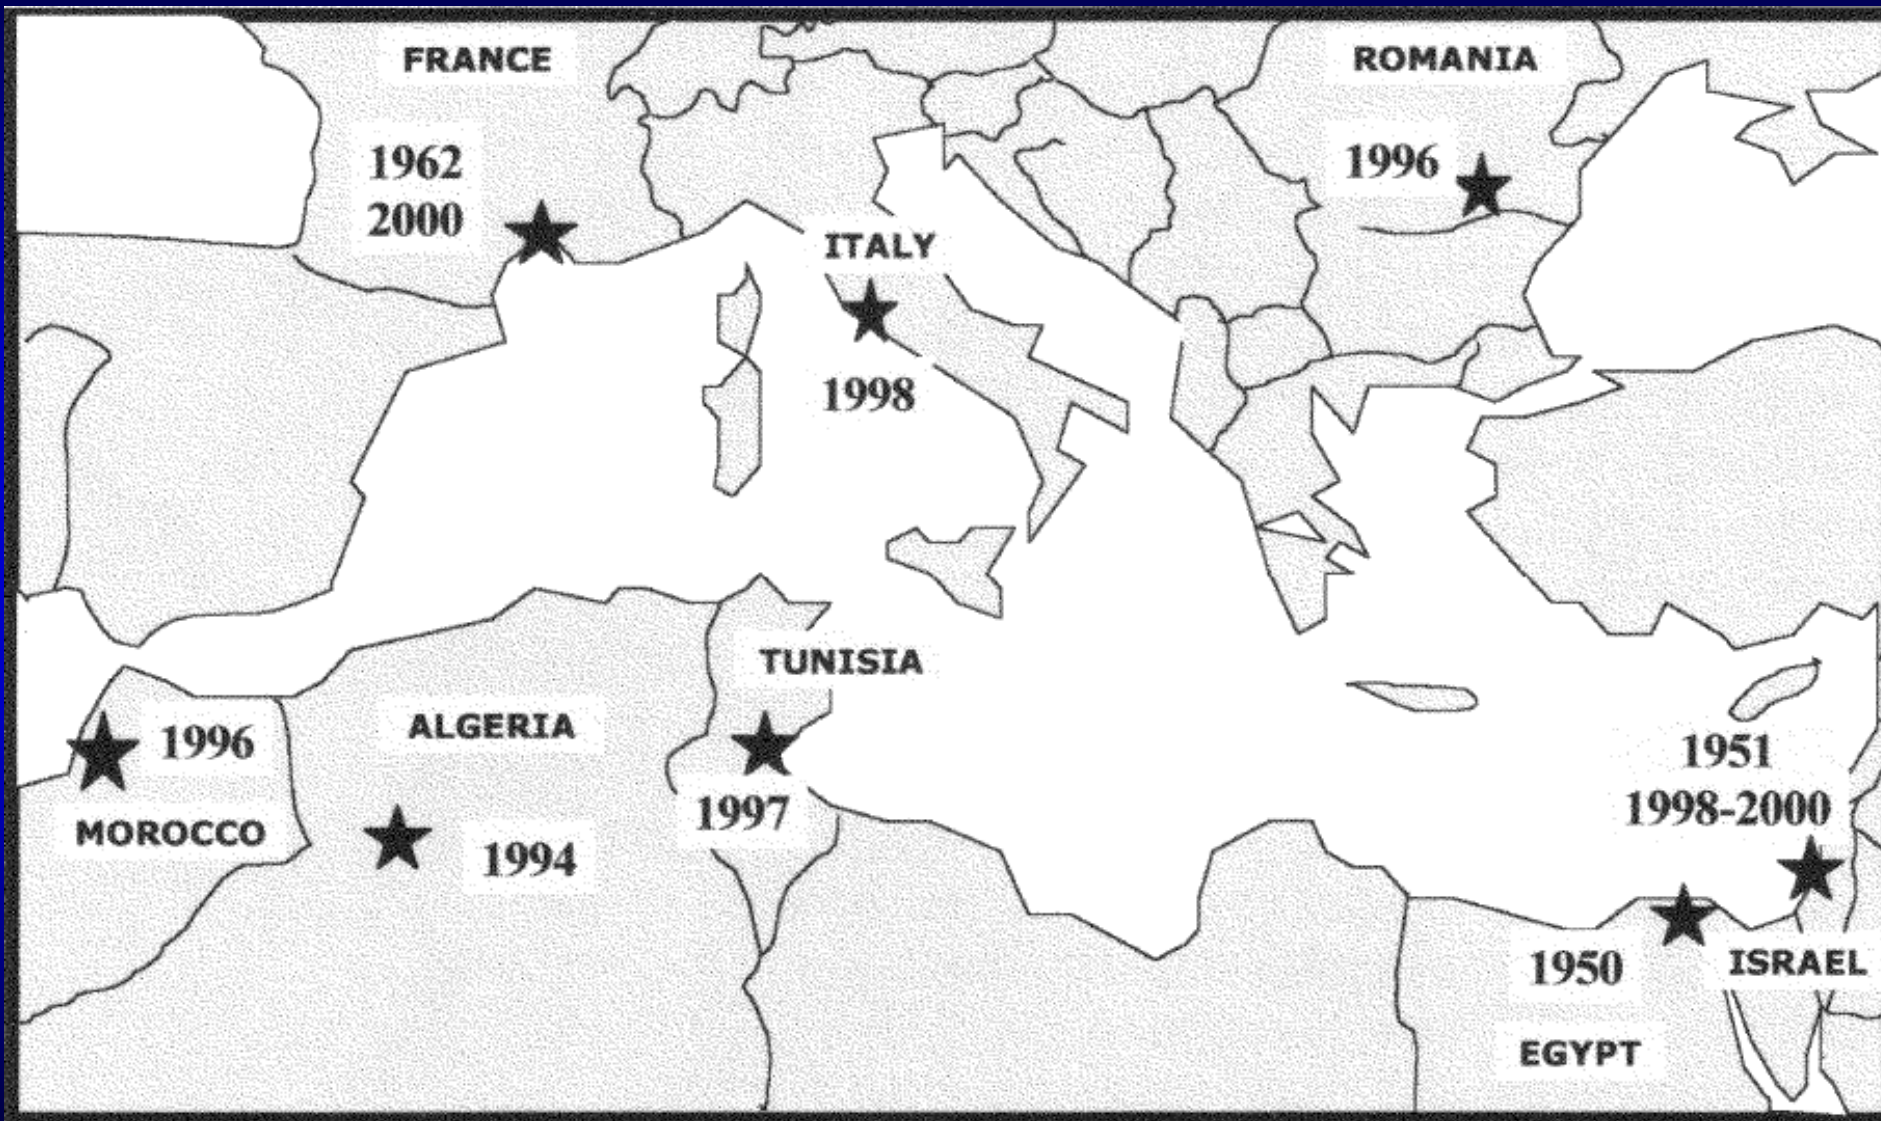 FRANCE
1962
2000
ROMANIA
1996
ITALY
1998
TUNISIA
1997
ALGERIA
1994
1996
MOROCCO
1951
1998-2000
ISRAEL
1950
EGYPT